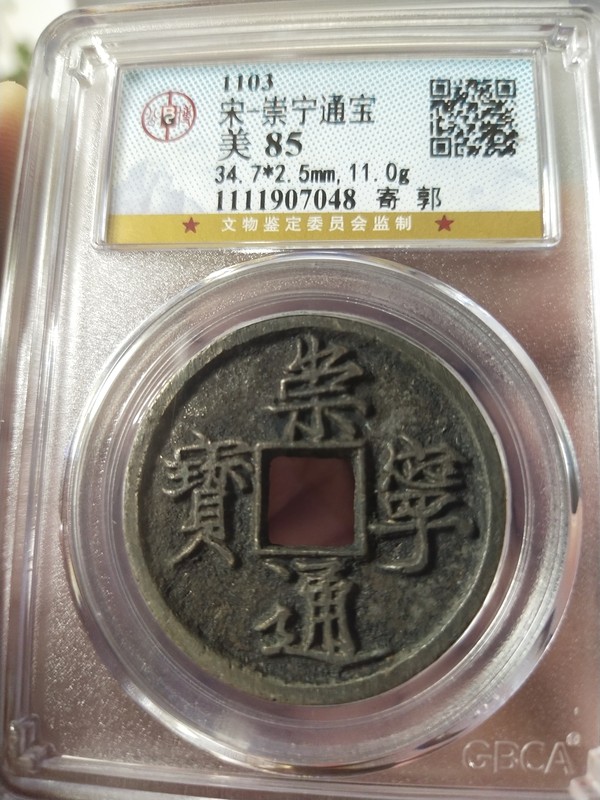 1103
宋-崇宁通宝
美 85
34.7*2.5mm,11.0g
1111907048 寄 郭
★ 文物鉴定委员会监制 ★
崇
寶 寧
通
GBCA®